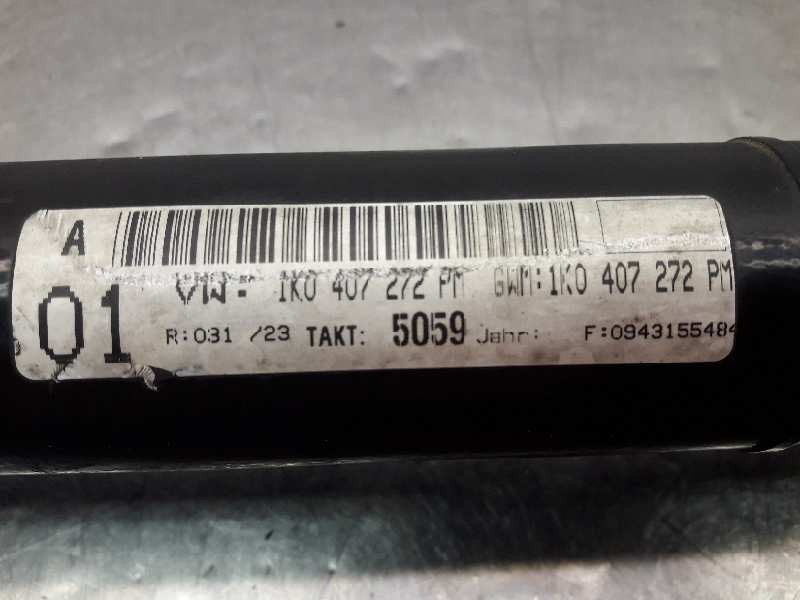 A
01
VW: 1K0 407 272 PM GWM:1K0 407 272 PM
R:031 /23 TAKT: 5059 Jahr: F:0943155484